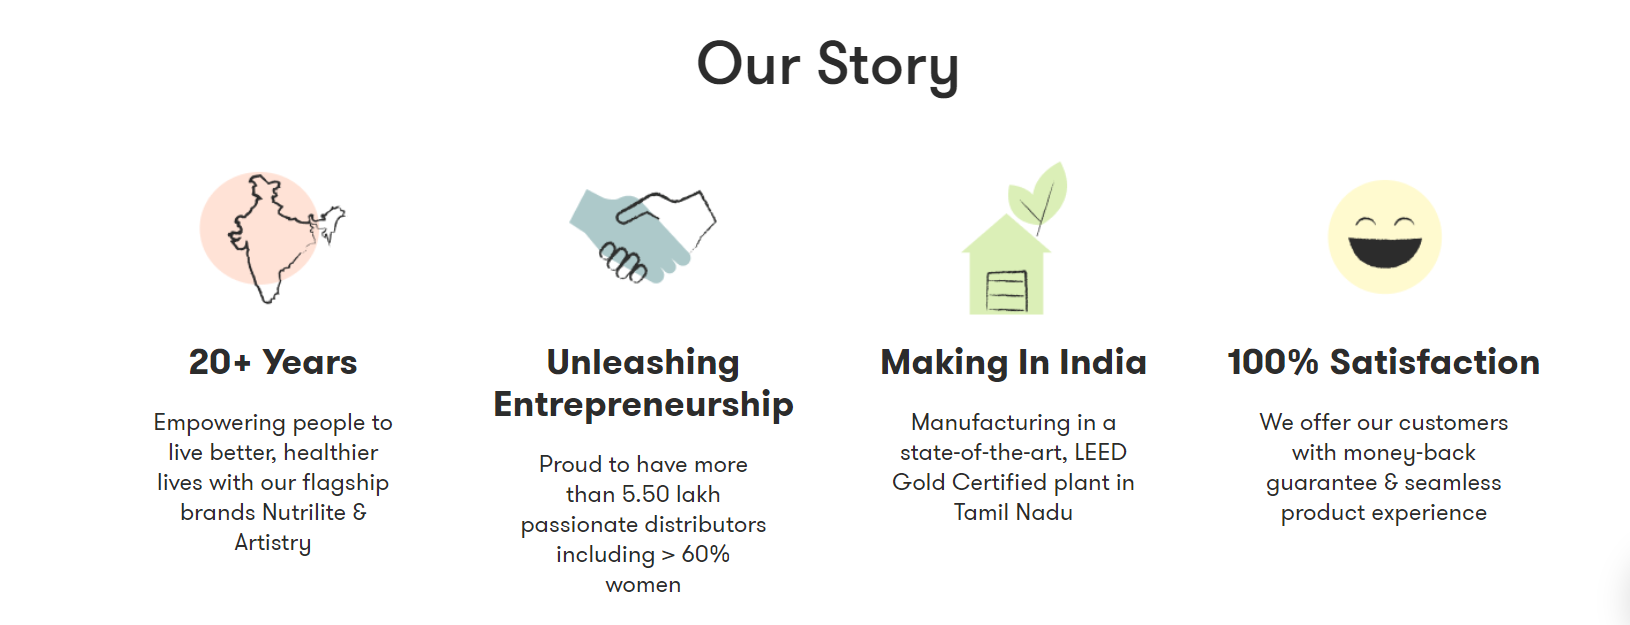 Our Story
20+ Years
Empowering people to
live better, healthier
lives with our flagship
brands Nutrilite &
Artistry
Unleashing
Entrepreneurship
Proud to have more
than 5.50 lakh
passionate distributors
including > 60%
women
Making In India
Manufacturing in a
state-of-the-art, LEED
Gold Certified plant in
Tamil Nadu
100% Satisfaction
We offer our customers
with money-back
guarantee & seamless
product experience